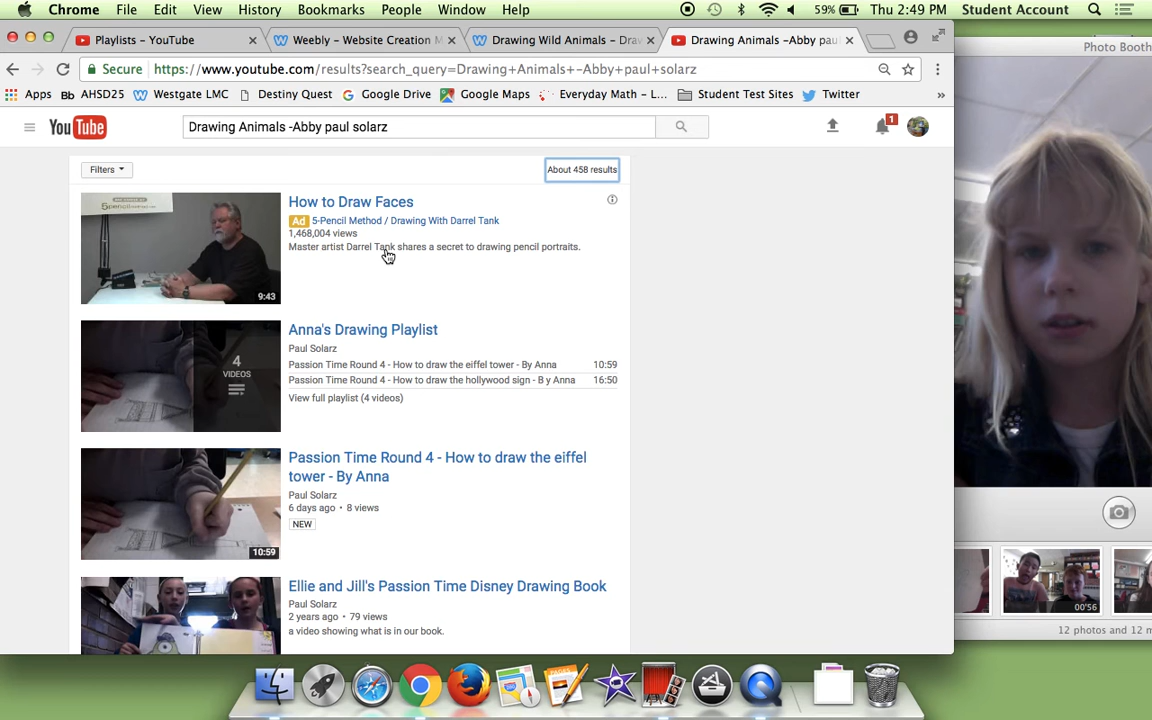 Chrome File Edit View History Bookmarks People Window Help 59% Thu 2:49 PM Student Account
Playlists - YouTube
Weebly - Website Creation M
Drawing Wild Animals - Drav
Drawing Animals -Abby pau
Photo Booth
Secure https://www.youtube.com/results?search_query=Drawing+Animals+-Abby+paul+solarz
Apps Bb AHSD25 Westgate LMC Destiny Quest Google Drive Google Maps Everyday Math – L... Student Test Sites Twitter »
YouTube Drawing Animals -Abby paul solarz 1
Filters About 458 results
How to Draw Faces
Ad 5-Pencil Method / Drawing With Darrel Tank
1,468,004 views
Master artist Darrel Tank shares a secret to drawing pencil portraits.
9:43
Anna's Drawing Playlist
Paul Solarz
4 VIDEOS
Passion Time Round 4 - How to draw the eiffel tower - By Anna 10:59
Passion Time Round 4 - How to draw the hollywood sign - B y Anna 16:50
View full playlist (4 videos)
Passion Time Round 4 - How to draw the eiffel
tower - By Anna
Paul Solarz
6 days ago • 8 views
NEW
10:59
Ellie and Jill's Passion Time Disney Drawing Book
Paul Solarz
2 years ago • 79 views
a video showing what is in our book.
00'56
12 photos and 12 m